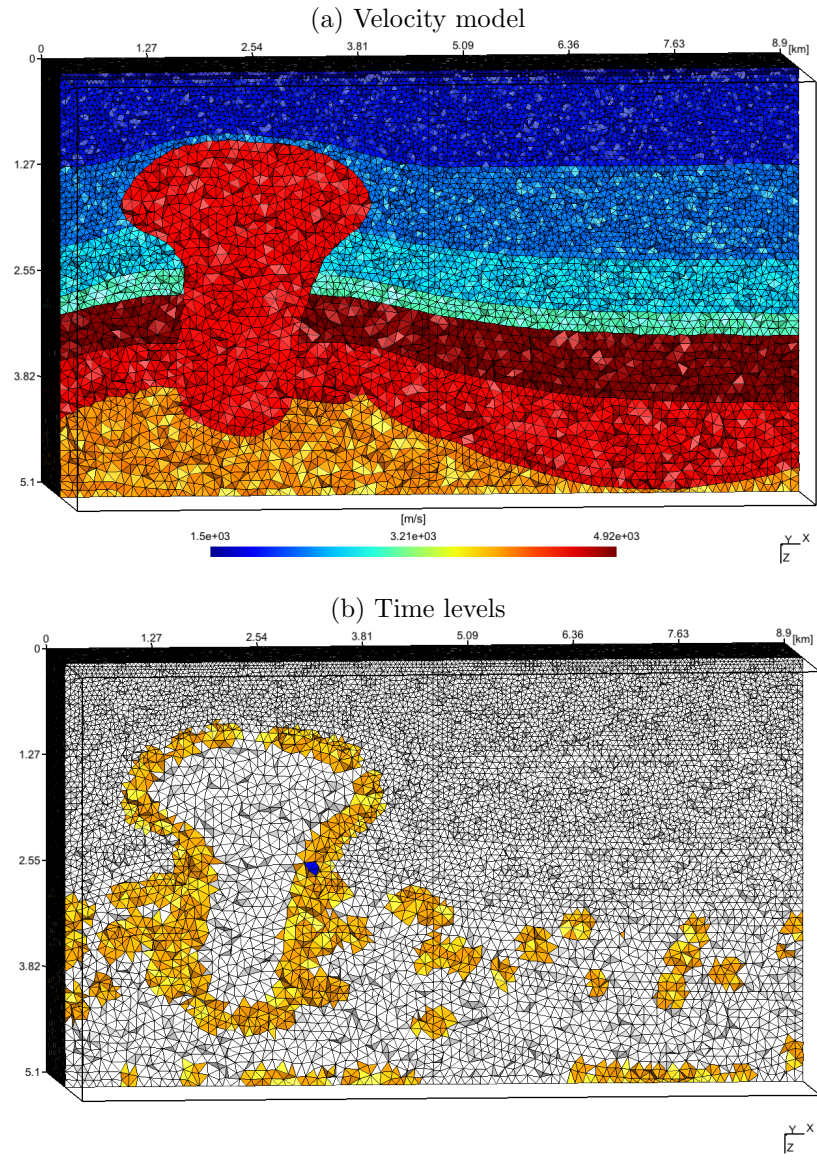 (a) Velocity model
0 1.27 2.54 3.81 5.09 6.36 7.63 8.9 [km]
0
1.27
2.55
3.82
5.1
[m/s]
1.5e+03 3.21e+03 4.92e+03
Y X
Z
(b) Time levels
0 1.27 2.54 3.81 5.09 6.36 7.63 8.9 [km]
0
1.27
2.55
3.82
5.1
Y X
Z